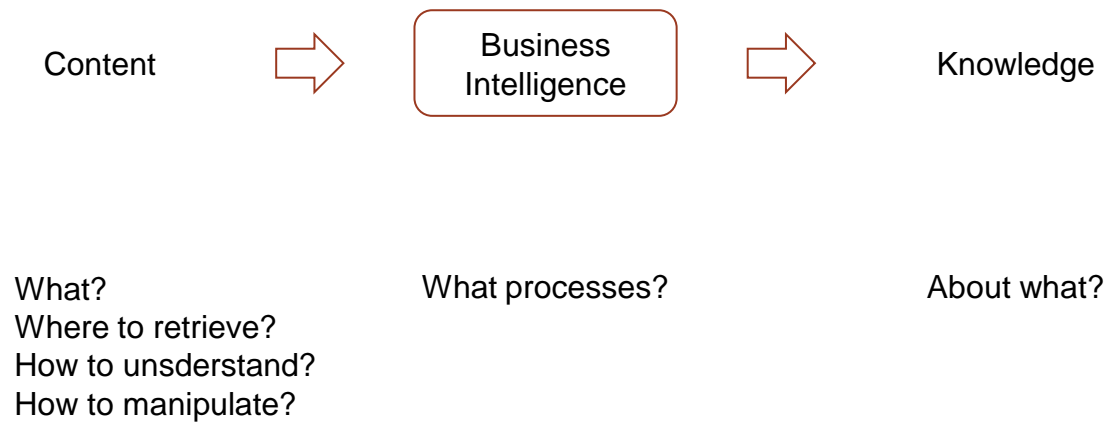 Content
Business
Intelligence
Knowledge
What?
Where to retrieve?
How to unsderstand?
How to manipulate?
What processes?
About what?